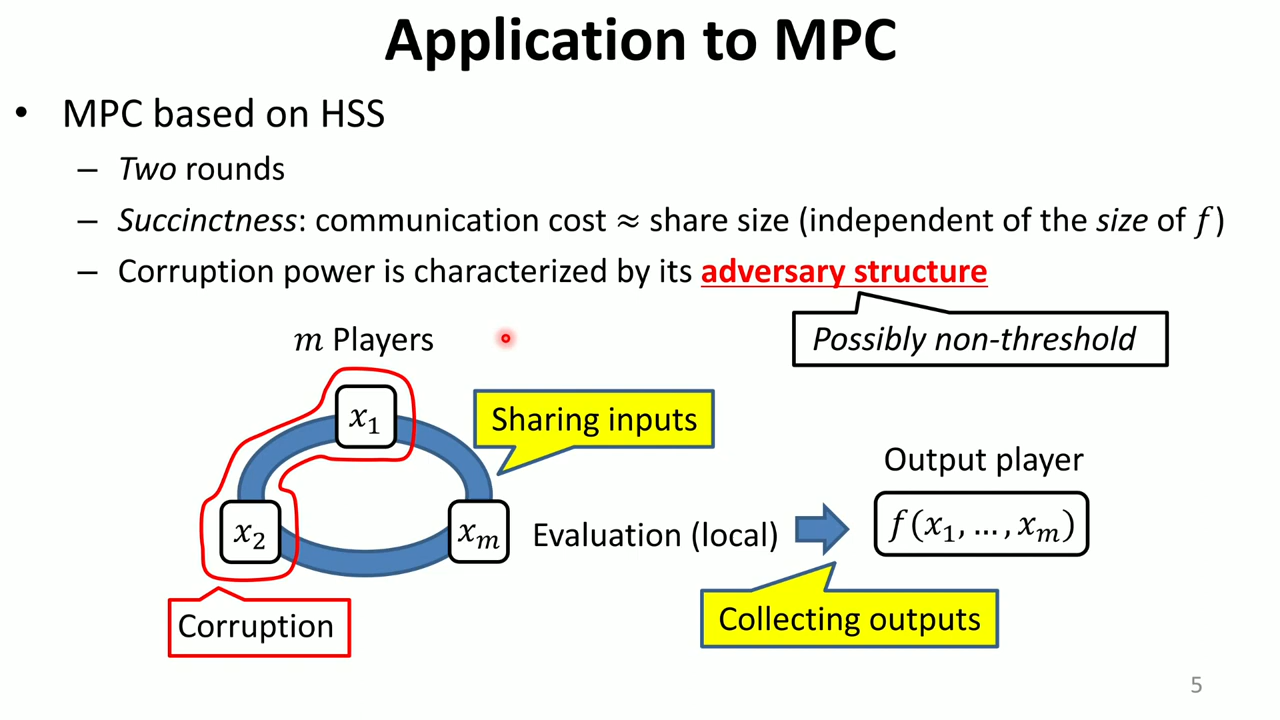 Application to MPC
• MPC based on HSS
– Two rounds
– Succinctness: communication cost ≈ share size (independent of the size of f)
– Corruption power is characterized by its adversary structure
Possibly non-threshold
m Players
x₁
Sharing inputs
x₂
xₘ
Evaluation (local)
Output player
f(x₁, … , xₘ)
Corruption
Collecting outputs
5